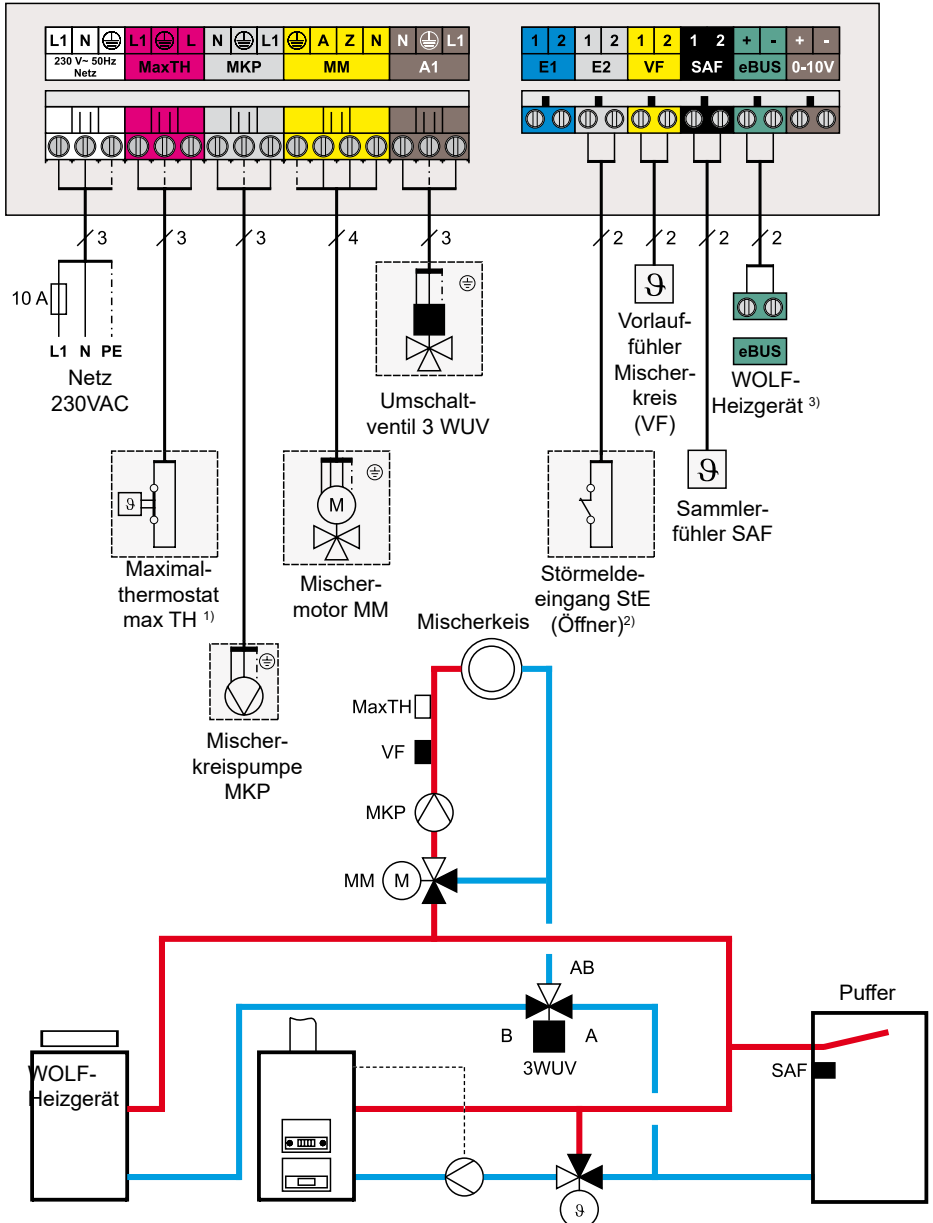 L1 N L1 L N L1 A Z N N L1 1 2 1 2 1 2 1 2 + - + -
230 V~ 50Hz
Netz
MaxTH MKP MM A1 E1 E2 VF SAF eBUS 0-10V
3 3 3 4 3 2 2 2 2
10 A
L1 N PE
Netz
230VAC
Umschalt-
ventil 3 WUV
ϑ
Vorlauf-
fühler
Mischer-
kreis
(VF)
eBUS
WOLF-
Heizgerät 3)
ϑ
Maximal-
thermostat
max TH 1)
M
Mischer-
motor MM
Störmelde-
eingang StE
(Öffner)2)
ϑ
Sammler-
fühler SAF
Mischer-
kreispumpe
MKP
Mischerkeis
MaxTH
VF
MKP
MM M
AB
B A
3WUV
Puffer
SAF
WOLF-
Heizgerät
ϑ